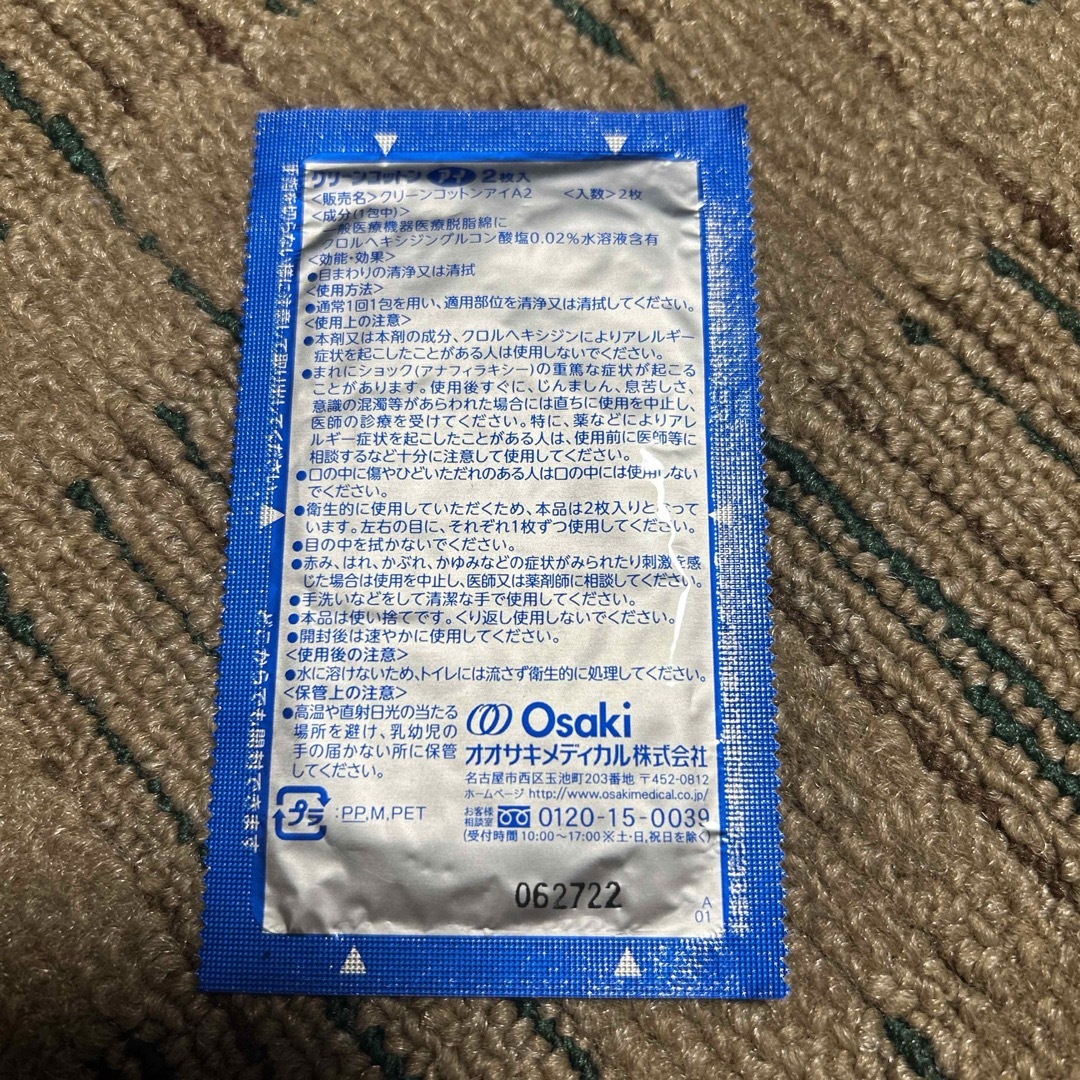 クリーンコットン アイ 2枚入
<販売名>クリーンコットンアイA2 <入数>2枚
<成分(1包中)>
一般医療機器医療脱脂綿に
クロルヘキシジングルコン酸塩0.02%水溶液含有
<効能・効果>
●目まわりの清浄又は清拭
<使用方法>
●通常1回1包を用い、適用部位を清浄又は清拭してください。
<使用上の注意>
●本剤又は本剤の成分、クロルヘキシジンによりアレルギー
症状を起こしたことがある人は使用しないでください。
●まれにショック(アナフィラキシー)の重篤な症状が起こる
ことがあります。使用後すぐに、じんましん、息苦しさ、
意識の混濁等があらわれた場合には直ちに使用を中止し、
医師の診療を受けてください。特に、薬などによりアレ
ルギー症状を起こしたことがある人は、使用前に医師等に
相談するなど十分に注意して使用してください。
●口の中に傷やひどいただれのある人は口の中には使用しない
でください。
●衛生的に使用していただくため、本品は2枚入りとなって
います。左右の目に、それぞれ1枚ずつ使用してください。
●目の中を拭かないでください。
●赤み、はれ、かぶれ、かゆみなどの症状がみられたり刺激を感
じた場合は使用を中止し、医師又は薬剤師に相談してください。
●手洗いなどをして清潔な手で使用してください。
●本品は使い捨てです。くり返し使用しないでください。
●開封後は速やかに使用してください。
<使用後の注意>
●水に溶けないため、トイレには流さず衛生的に処理してください。
<保管上の注意>
●高温や直射日光の当たる
場所を避け、乳幼児の
手の届かない所に保管
してください。
Osaki
オオサキメディカル株式会社
名古屋市西区玉池町203番地 〒452-0812
ホームページ http://www.osakimedical.co.jp/
お客様
相談室 0120-15-0039
(受付時間 10:00〜17:00※土・日,祝日を除く)
プラ :PP,M,PET
062722
A
01
どこからでも開封できます